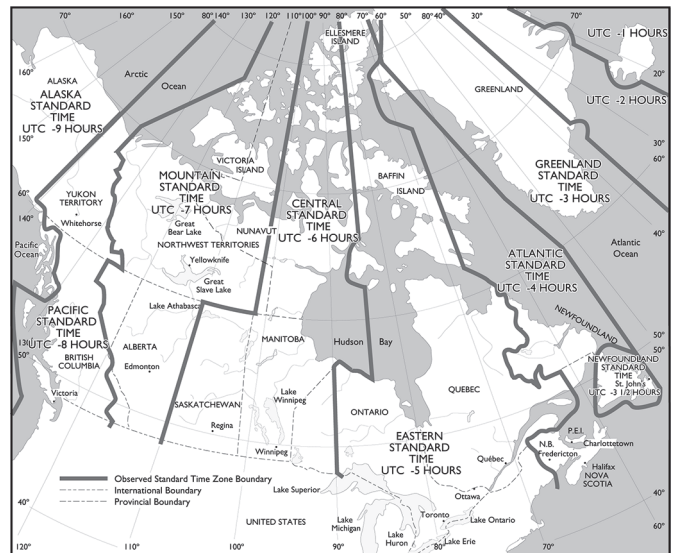 70° 160° 150° 140° 130° 120° 110° 100° 90° 80° 70° 60° 50° 40° 30° 70°
ELLESMERE
ISLAND
UTC -1 HOURS
20°
160°
ALASKA
Arctic
Ocean
ALASKA
STANDARD
TIME
UTC -9 HOURS
GREENLAND
UTC -2 HOURS
150°
30°
60°
VICTORIA
ISLAND
BAFFIN
ISLAND
GREENLAND
STANDARD
TIME
UTC -3 HOURS
MOUNTAIN
STANDARD
TIME
UTC -7 HOURS
60°
YUKON
TERRITORY
140°
Whitehorse
CENTRAL
STANDARD
TIME
UTC -6 HOURS
Great
Bear Lake
NUNAVUT
NORTHWEST TERRITORIES
40°
Pacific
Ocean
Yellowknife
Atlantic
Ocean
ATLANTIC
STANDARD
TIME
UTC -4 HOURS
Great
Slave Lake
Lake Athabasca
PACIFIC
STANDARD
TIME
UTC -8 HOURS
NEWFOUNDLAND
50°
50°
50°
ALBERTA
MANITOBA
Hudson Bay
BRITISH
COLUMBIA
Edmonton
NEWFOUNDLAND
STANDARD
TIME
St. John's
UTC -3 1/2 HOURS
Victoria
Lake
Winnipeg
QUEBEC
SASKATCHEWAN
ONTARIO
Regina
EASTERN
STANDARD
TIME
UTC -5 HOURS
P.E.I.
N.B.
Charlottetown
Fredericton
Winnipeg
Québec
Halifax
NOVA
SCOTIA
Observed Standard Time Zone Boundary
International Boundary
Provincial Boundary
Lake Superior
Ottawa
40°
40°
UNITED STATES
Toronto
Lake Ontario
Lake
Michigan
60°
Lake
Huron
Lake Erie
120° 110° 100° 90° 80° 70°